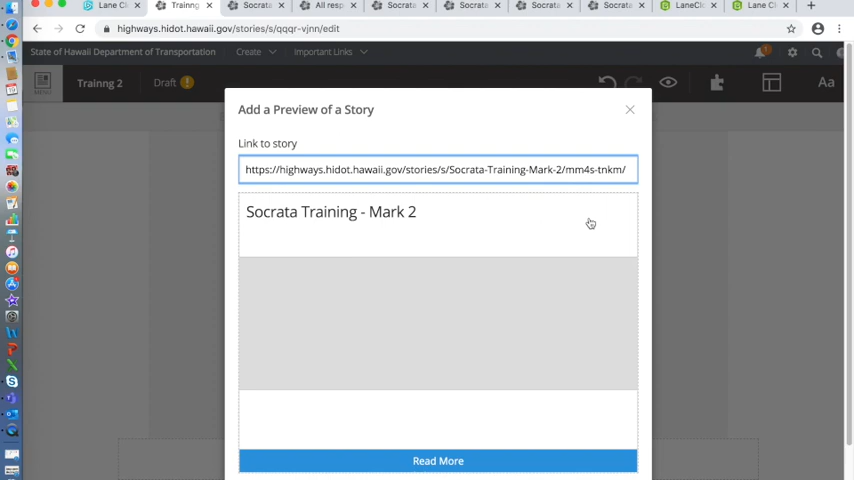 Lane Cl
Trainng
Socrata
All resp
Socrata
Socrata
Socrata
Socrata
LaneCl
Lane Cl
highways.hidot.hawaii.gov/stories/s/qqqr-vjnn/edit
State of Hawaii Department of Transportation Create Important Links
MENU Trainng 2 Draft Aa
Add a Preview of a Story
Link to story
https://highways.hidot.hawaii.gov/stories/s/Socrata-Training-Mark-2/mm4s-tnkm/
Socrata Training - Mark 2
Read More